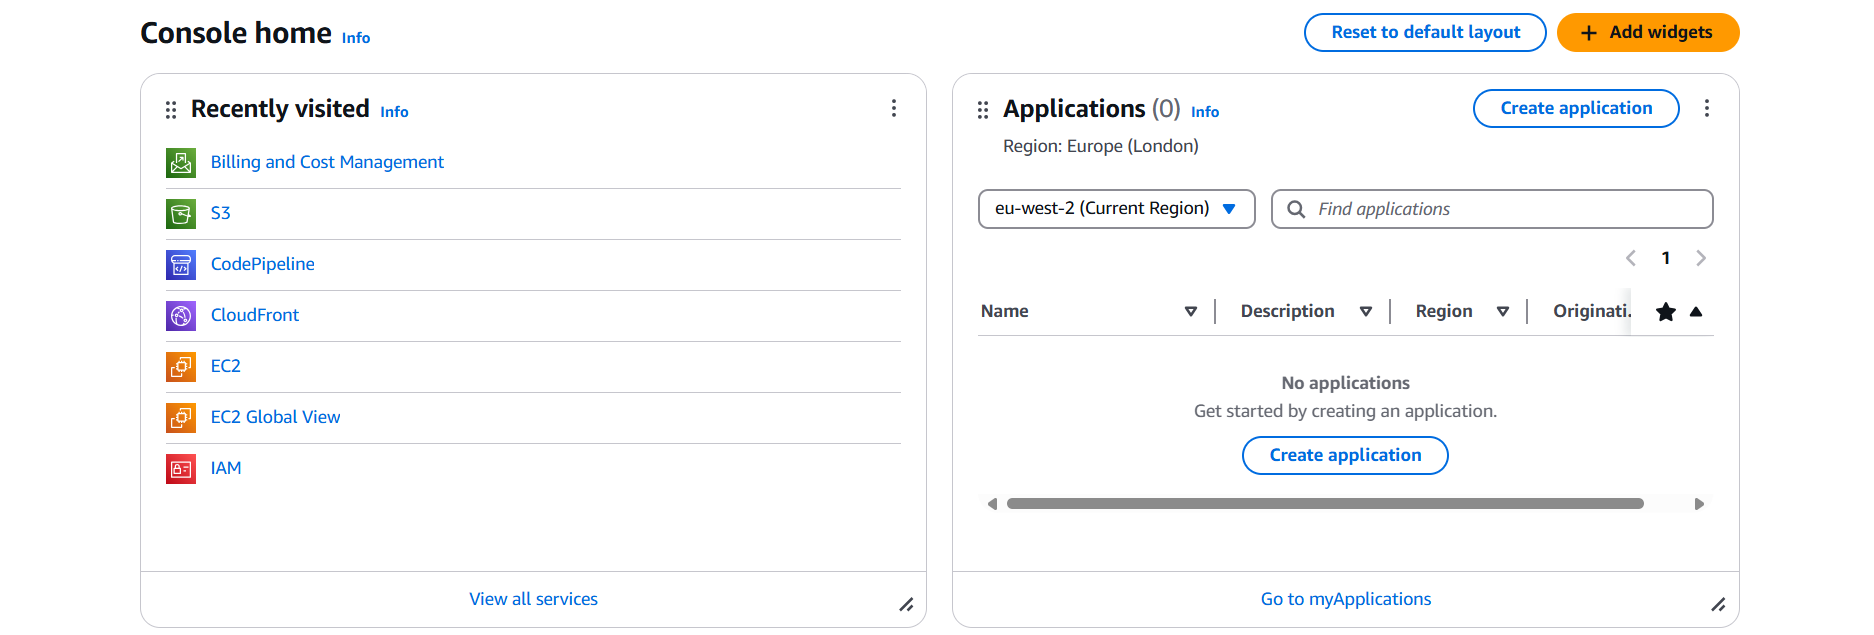 Console home Info
Reset to default layout
+ Add widgets
Recently visited Info
Billing and Cost Management
S3
CodePipeline
CloudFront
EC2
EC2 Global View
IAM
View all services
Applications (0) Info
Create application
Region: Europe (London)
eu-west-2 (Current Region)
Find applications
1
Name Description Region Originati.
No applications
Get started by creating an application.
Create application
Go to myApplications